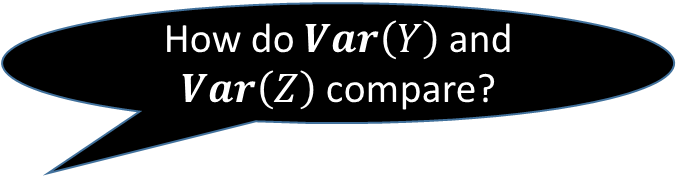 How do Var(Y) and
Var(Z) compare?